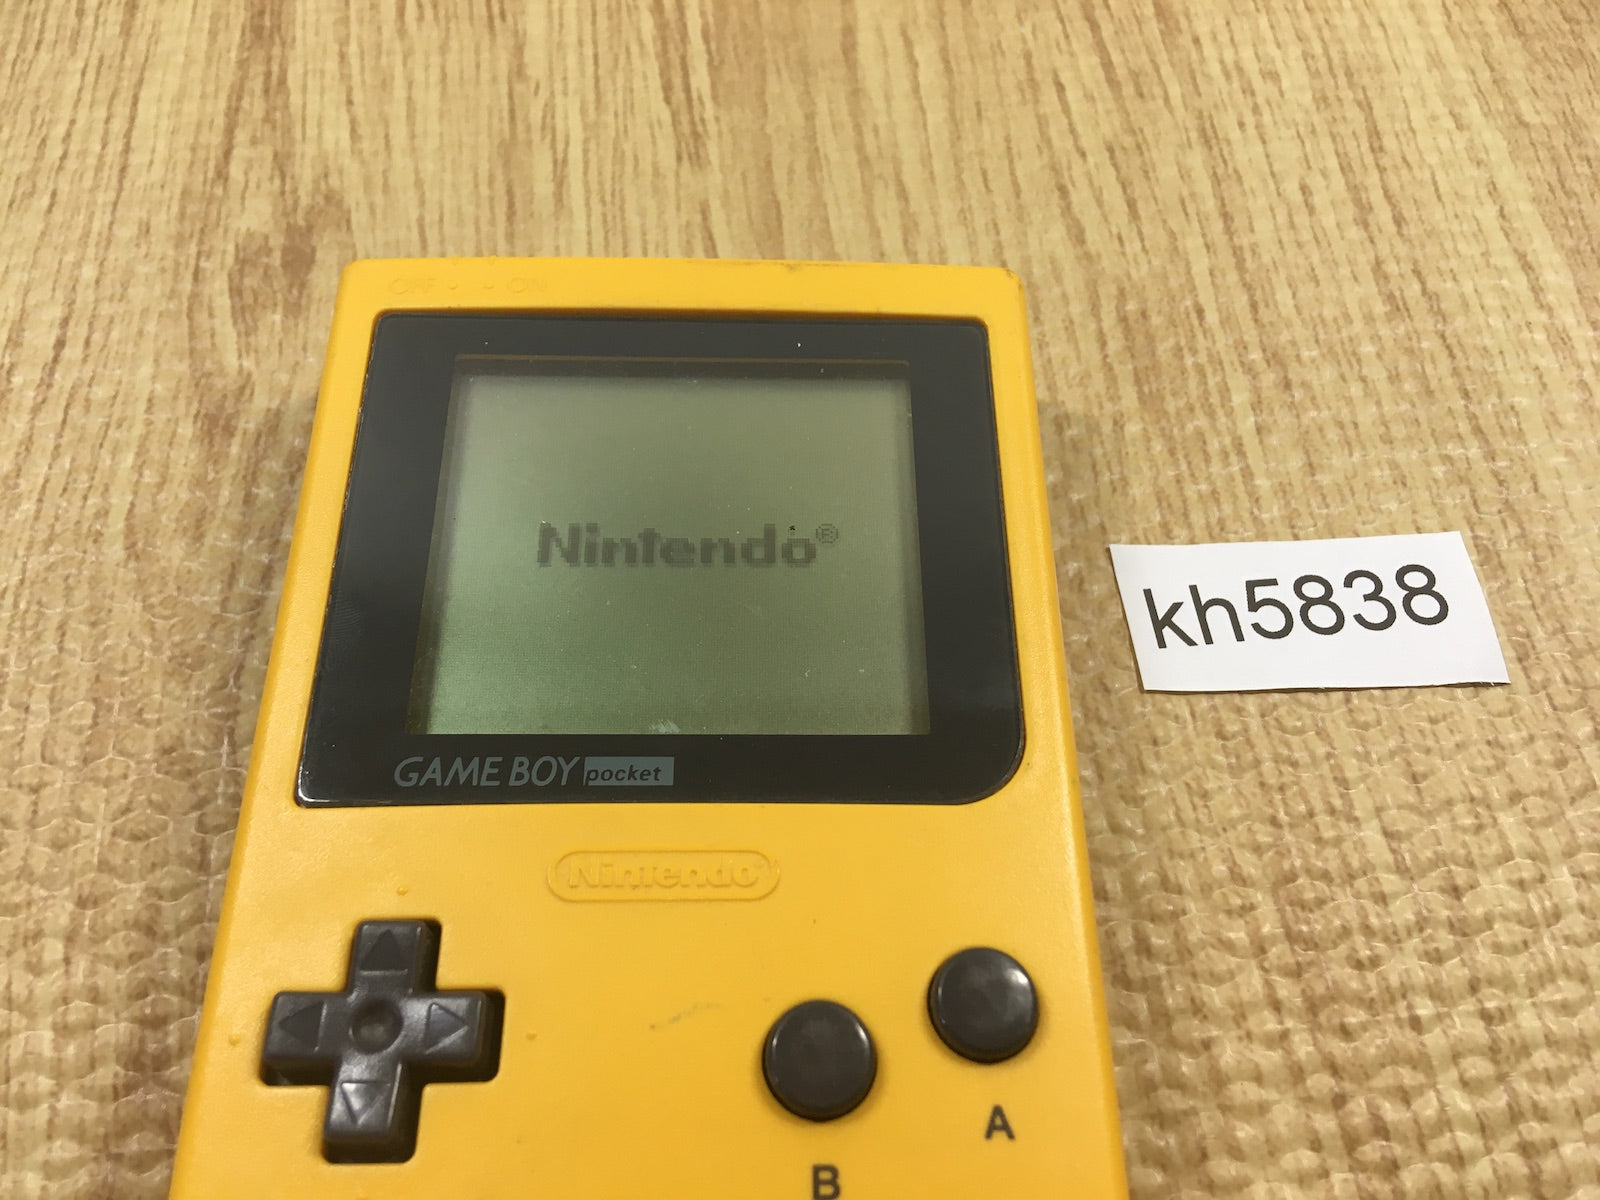 OFF ON
Nintendo®
kh5838
GAME BOY pocket
Nintendo®
A
B